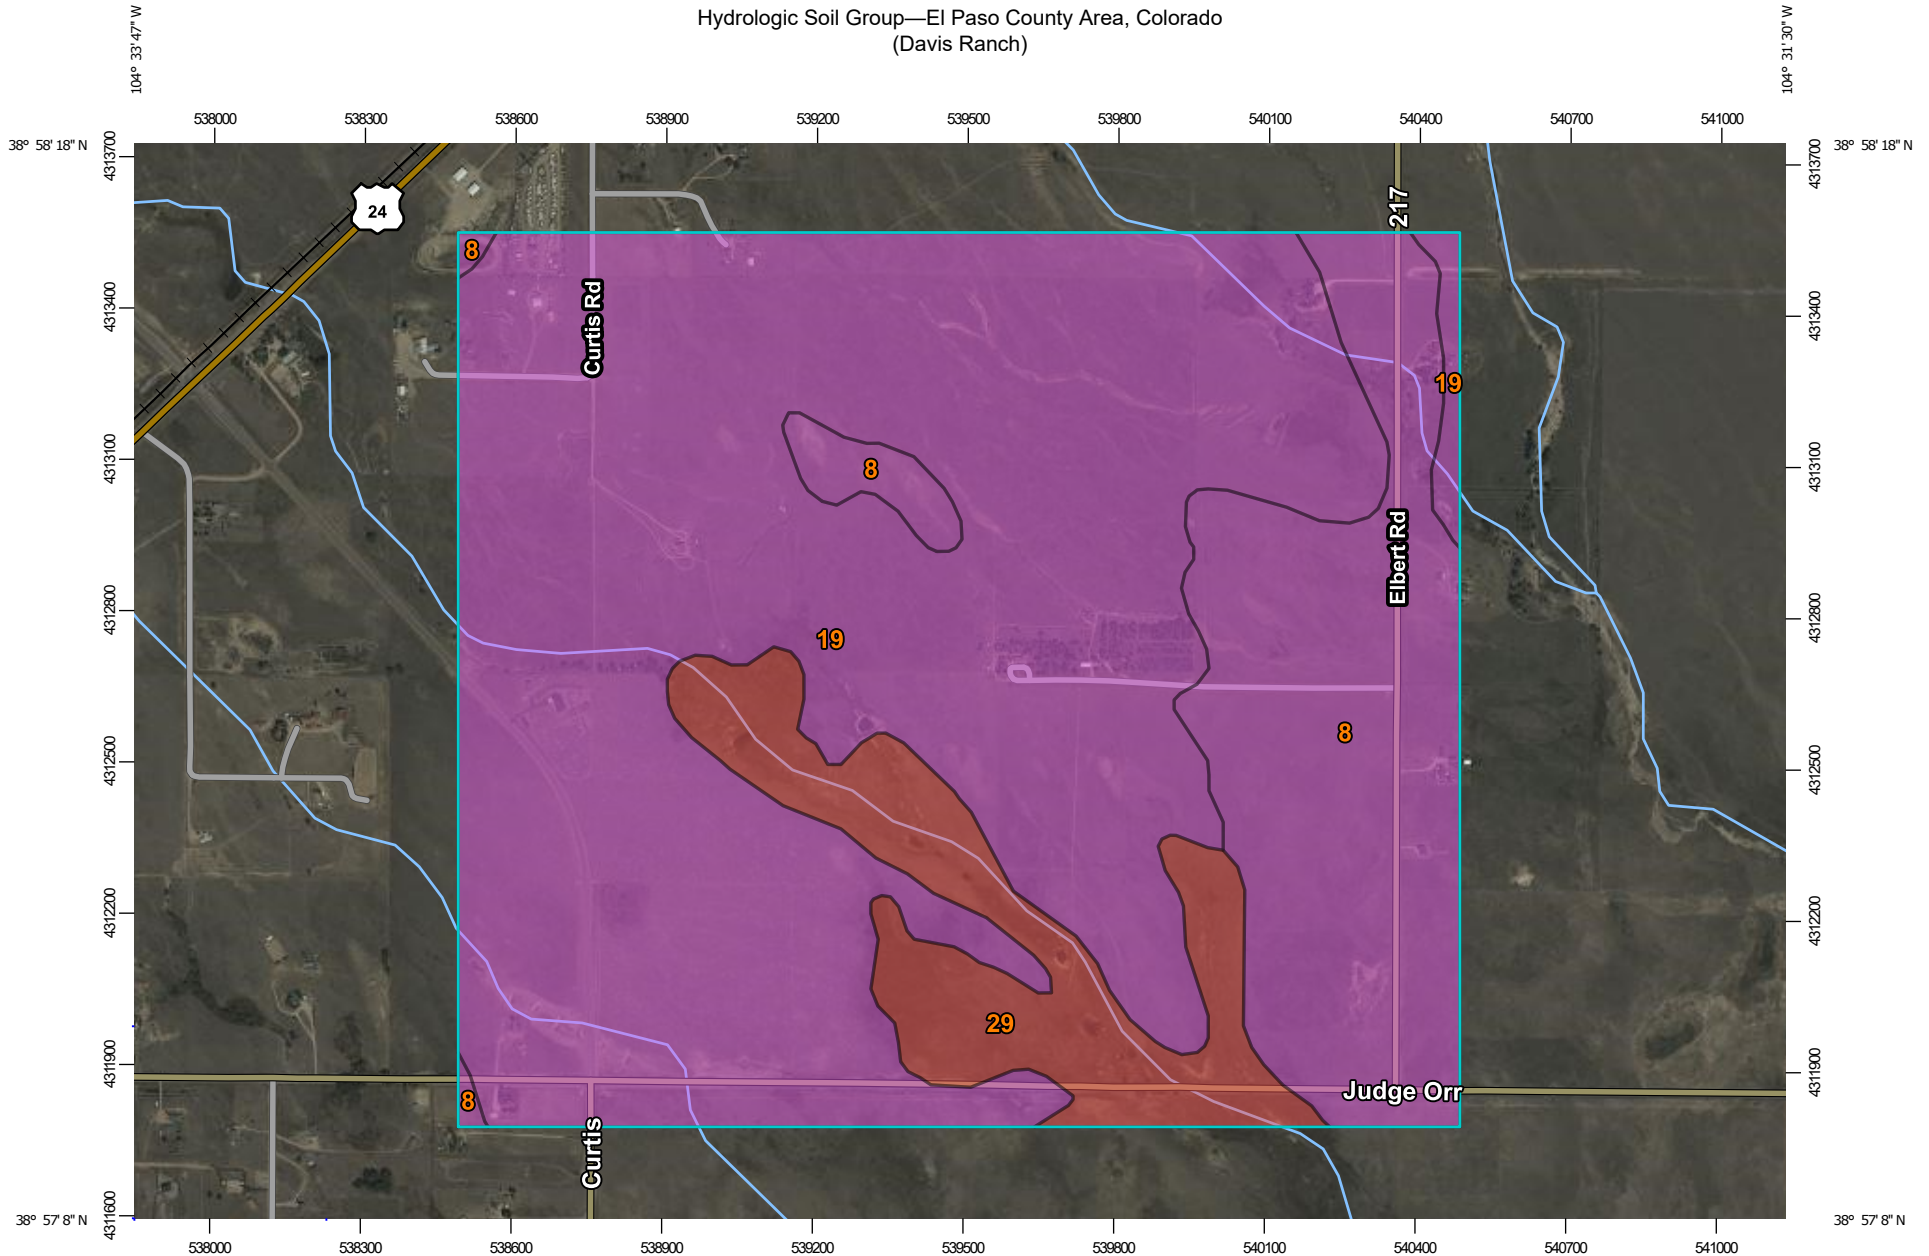 Hydrologic Soil Group—El Paso County Area, Colorado
(Davis Ranch)
104° 33' 47" W
104° 31' 30" W
538000 538300 538600 538900 539200 539500 539800 540100 540400 540700 541000
38° 58' 18" N
38° 58' 18" N
4313700
4313700
24
217
8
Curtis Rd
4313400
4313400
19
8
4313100
4313100
Elbert Rd
4312800
4312800
19
8
4312500
4312500
4312200
4312200
29
4311900
4311900
8
Judge Orr
Curtis
4311600
38° 57' 8" N
38° 57' 8" N
538000 538300 538600 538900 539200 539500 539800 540100 540400 540700 541000